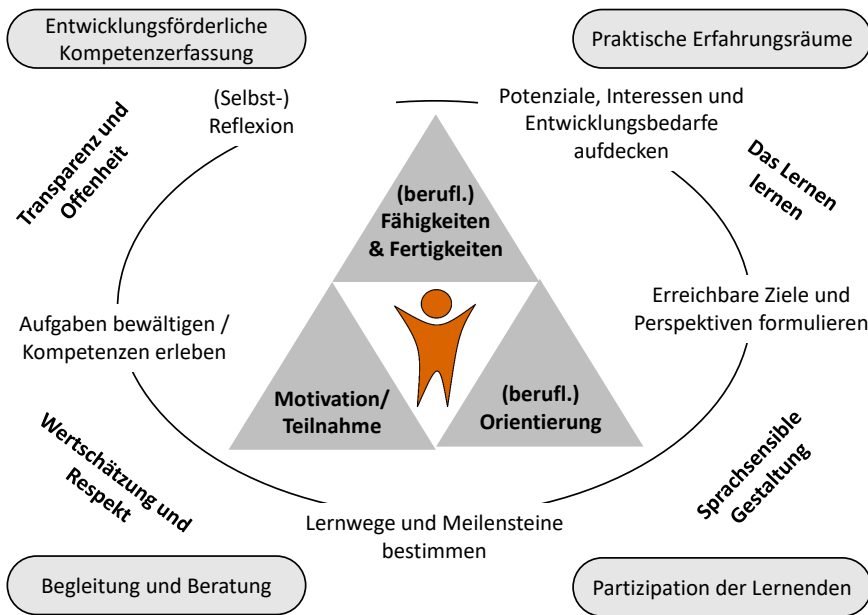 Entwicklungsförderliche
Kompetenzerfassung
Praktische Erfahrungsräume
(Selbst-)
Reflexion
Potenziale, Interessen und
Entwicklungsbedarfe
aufdecken
Transparenz und
Offenheit
Das Lernen
lernen
(berufl.)
Fähigkeiten
& Fertigkeiten
Aufgaben bewältigen /
Kompetenzen erleben
Erreichbare Ziele und
Perspektiven formulieren
Motivation/
Teilnahme
(berufl.)
Orientierung
Wertschätzung und
Respekt
Sprachsensible
Gestaltung
Lernwege und Meilensteine
bestimmen
Begleitung und Beratung
Partizipation der Lernenden